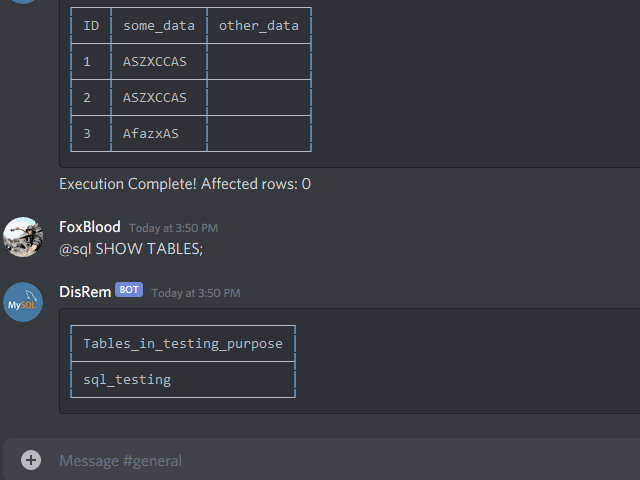 ID some_data other_data
1 ASZXCCAS
2 ASZXCCAS
3 AfazxAS
Execution Complete! Affected rows: 0
FoxBlood Today at 3:50 PM
@sql SHOW TABLES;
DisRem BOT Today at 3:50 PM
MySQL
Tables_in_testing_purpose
sql_testing
Message #general